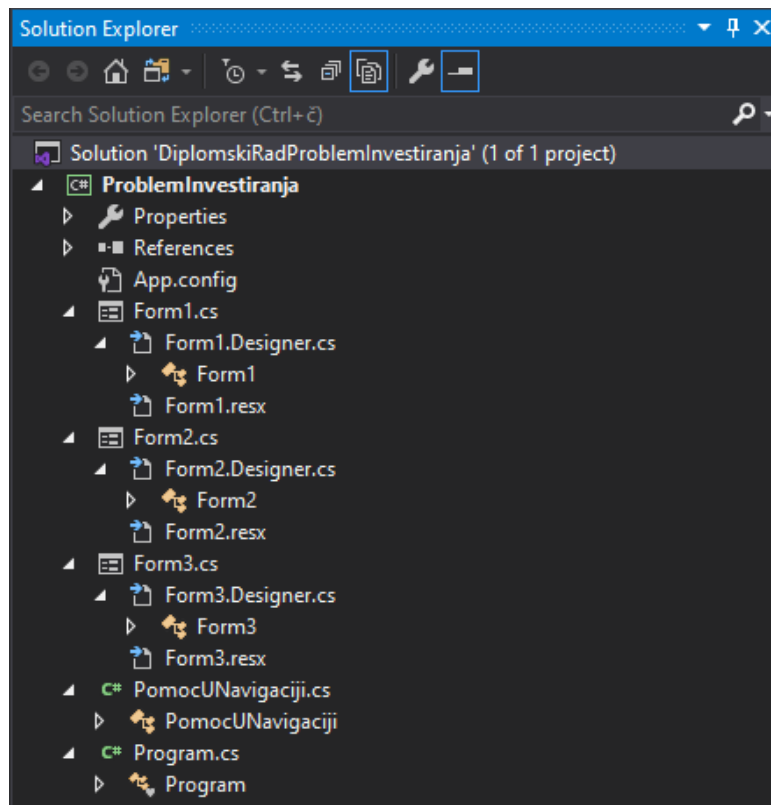 Solution Explorer
Search Solution Explorer (Ctrl+č)
Solution 'DiplomskiRadProblemInvestiranja' (1 of 1 project)
C# ProblemInvestiranja
Properties
References
App.config
Form1.cs
Form1.Designer.cs
Form1
Form1.resx
Form2.cs
Form2.Designer.cs
Form2
Form2.resx
Form3.cs
Form3.Designer.cs
Form3
Form3.resx
C# PomocUNavigaciji.cs
PomocUNavigaciji
C# Program.cs
Program